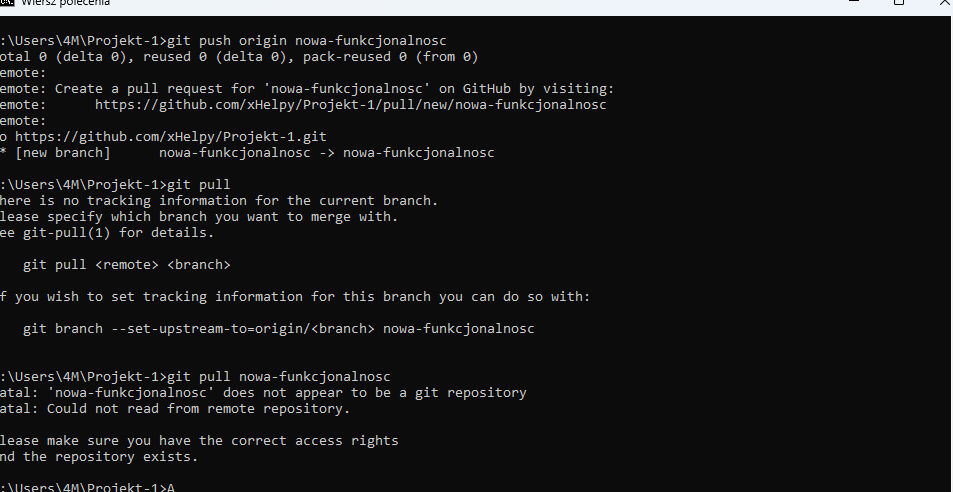 Wiersz polecenia
:\Users\4M\Projekt-1>git push origin nowa-funkcjonalnosc
otal 0 (delta 0), reused 0 (delta 0), pack-reused 0 (from 0)
emote:
emote: Create a pull request for 'nowa-funkcjonalnosc' on GitHub by visiting:
emote:      https://github.com/xHelpy/Projekt-1/pull/new/nowa-funkcjonalnosc
emote:
o https://github.com/xHelpy/Projekt-1.git
* [new branch]      nowa-funkcjonalnosc -> nowa-funkcjonalnosc
:\Users\4M\Projekt-1>git pull
here is no tracking information for the current branch.
lease specify which branch you want to merge with.
ee git-pull(1) for details.
git pull <remote> <branch>
f you wish to set tracking information for this branch you can do so with:
git branch --set-upstream-to=origin/<branch> nowa-funkcjonalnosc
:\Users\4M\Projekt-1>git pull nowa-funkcjonalnosc
atal: 'nowa-funkcjonalnosc' does not appear to be a git repository
atal: Could not read from remote repository.
lease make sure you have the correct access rights
nd the repository exists.
:\Users\4M\Projekt-1>A